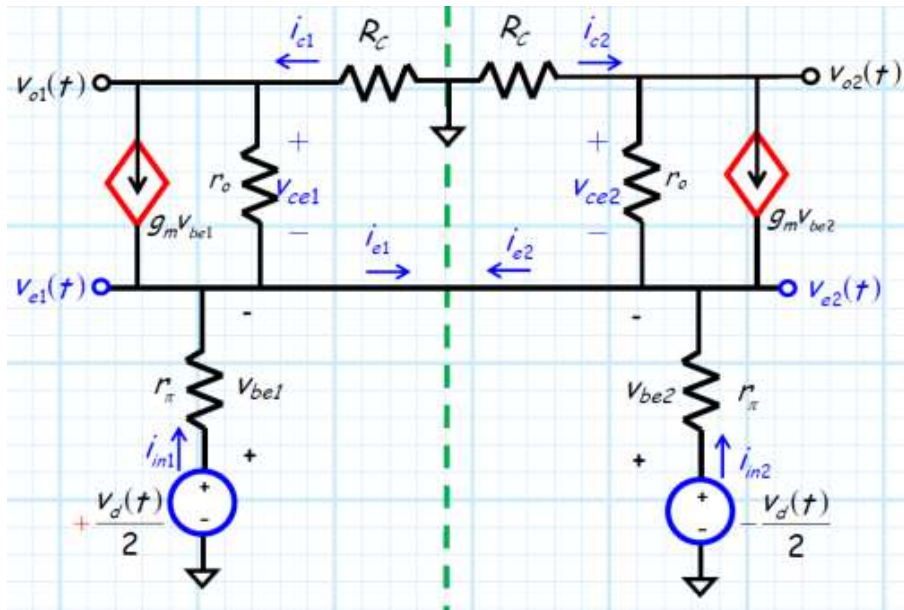 i_c1 R_C R_C i_c2
v_o1(t) v_o2(t)
+ +
r_o v_ce1 v_ce2 r_o
g_m v_be1 g_m v_be2
− −
i_e1 i_e2
v_e1(t) v_e2(t)
- -
r_π v_be1 v_be2 r_π
i_in1 + + i_in2
+ +
+ v_d(t)/2 - - − v_d(t)/2